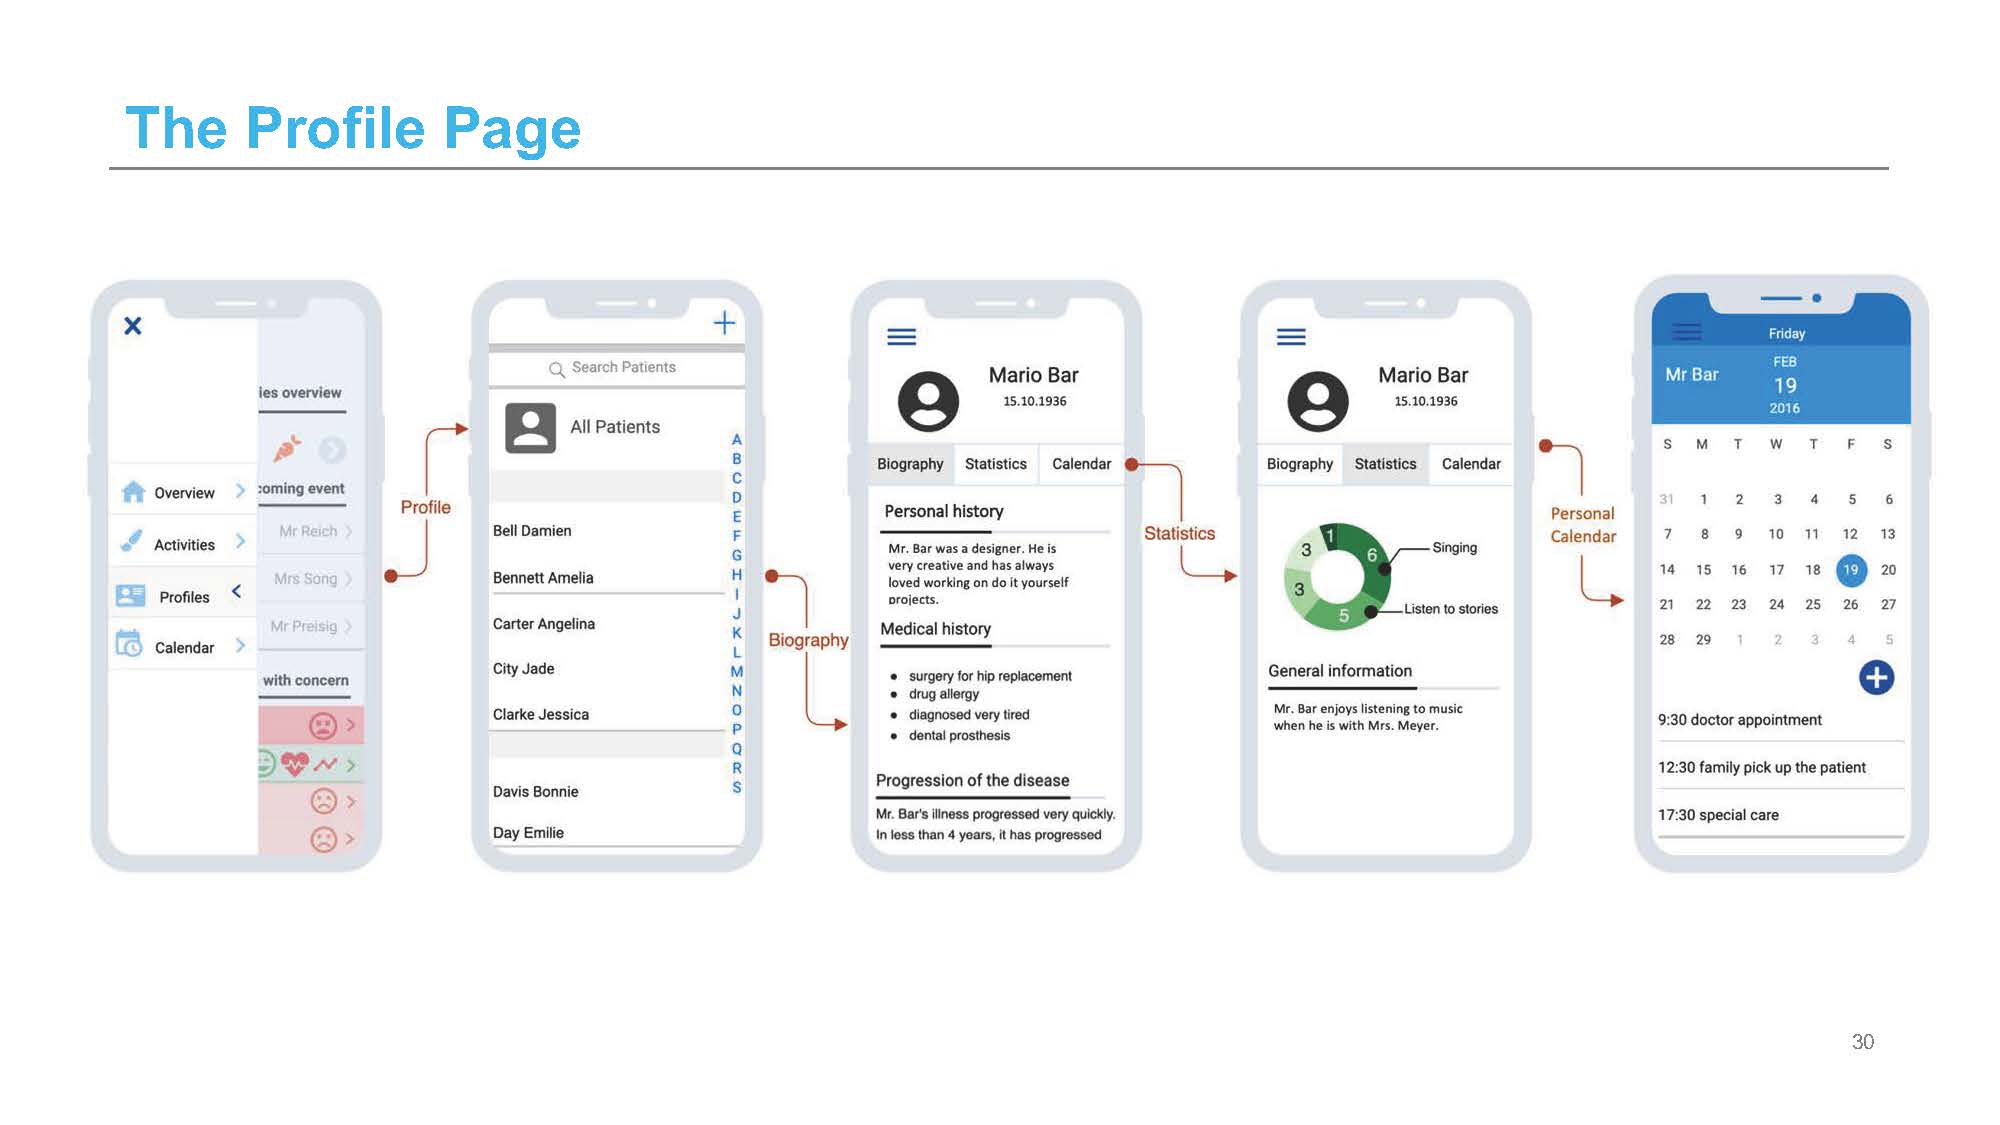 The Profile Page
ies overview
coming event
Mr Reich
Mrs Song
Mr Preisig
with concern
Overview
Activities
Profiles
Calendar
Profile
Search Patients
All Patients
Bell Damien
Bennett Amelia
Carter Angelina
City Jade
Clarke Jessica
Davis Bonnie
Day Emilie
A
B
C
D
E
F
G
H
I
J
K
L
M
N
O
P
Q
R
S
Biography
Mario Bar
15.10.1936
Biography Statistics Calendar
Personal history
Mr. Bar was a designer. He is
very creative and has always
loved working on do it yourself
projects.
Medical history
• surgery for hip replacement
• drug allergy
• diagnosed very tired
• dental prosthesis
Progression of the disease
Mr. Bar's illness progressed very quickly.
In less than 4 years, it has progressed
Statistics
Mario Bar
15.10.1936
Biography Statistics Calendar
1
6
5
3
3
Singing
Listen to stories
General information
Mr. Bar enjoys listening to music
when he is with Mrs. Meyer.
Personal
Calendar
Friday
Mr Bar
FEB
19
2016
S M T W T F S
31 1 2 3 4 5 6
7 8 9 10 11 12 13
14 15 16 17 18 19 20
21 22 23 24 25 26 27
28 29 1 2 3 4 5
9:30 doctor appointment
12:30 family pick up the patient
17:30 special care
30